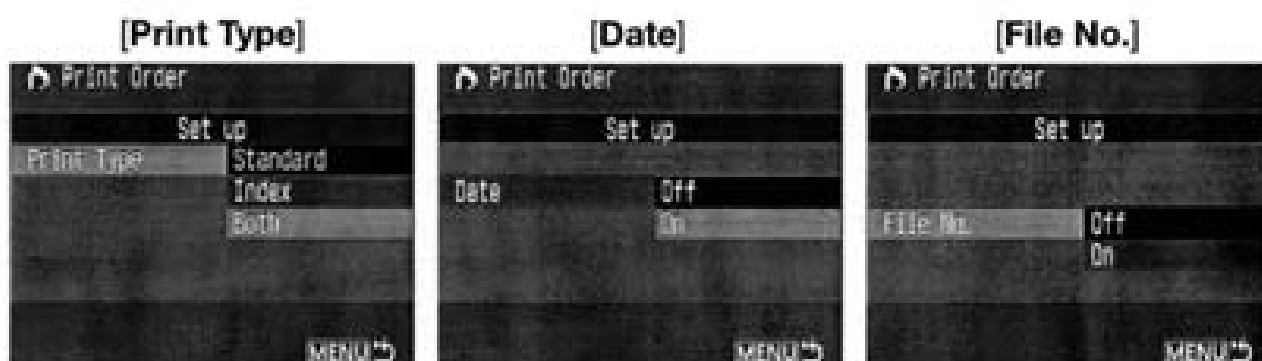 [Print Type]
Print Order
Set up
Print Type Standard
Index
Both
MENU
[Date]
Print Order
Set up
Date Off
On
MENU
[File No.]
Print Order
Set up
File No. Off
On
MENU